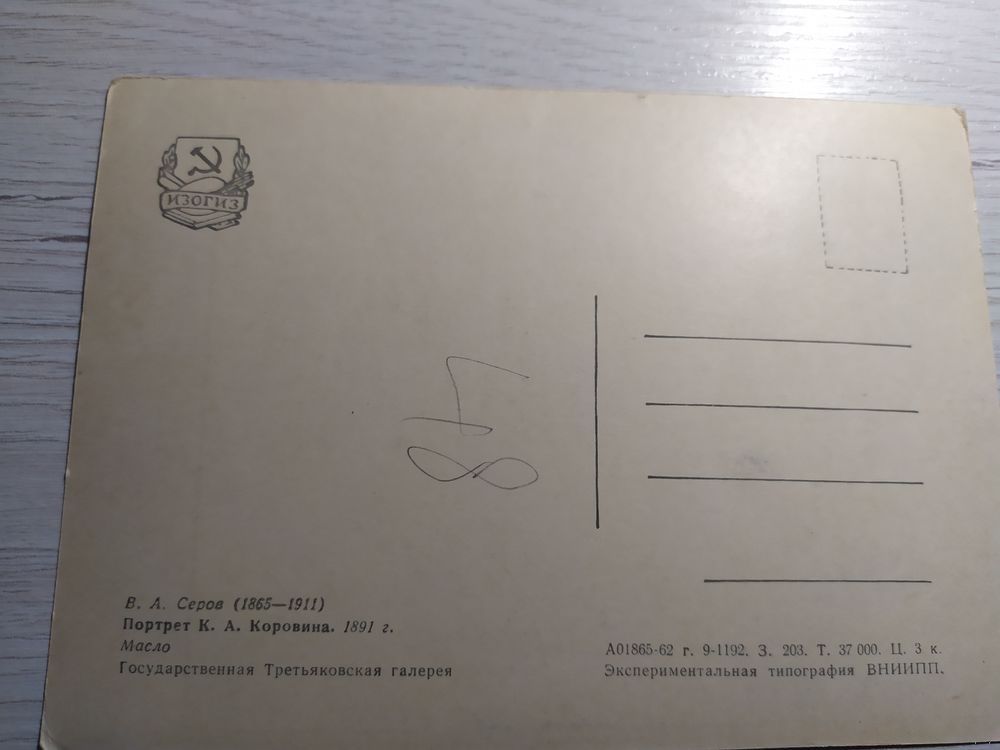 ИЗОГИЗ
В. А. Серов (1865—1911)
Портрет К. А. Коровина. 1891 г.
Масло
Государственная Третьяковская галерея
А01865-62 г. 9-1192. З. 203. Т. 37 000. Ц. 3 к.
Экспериментальная типография ВНИИПП.